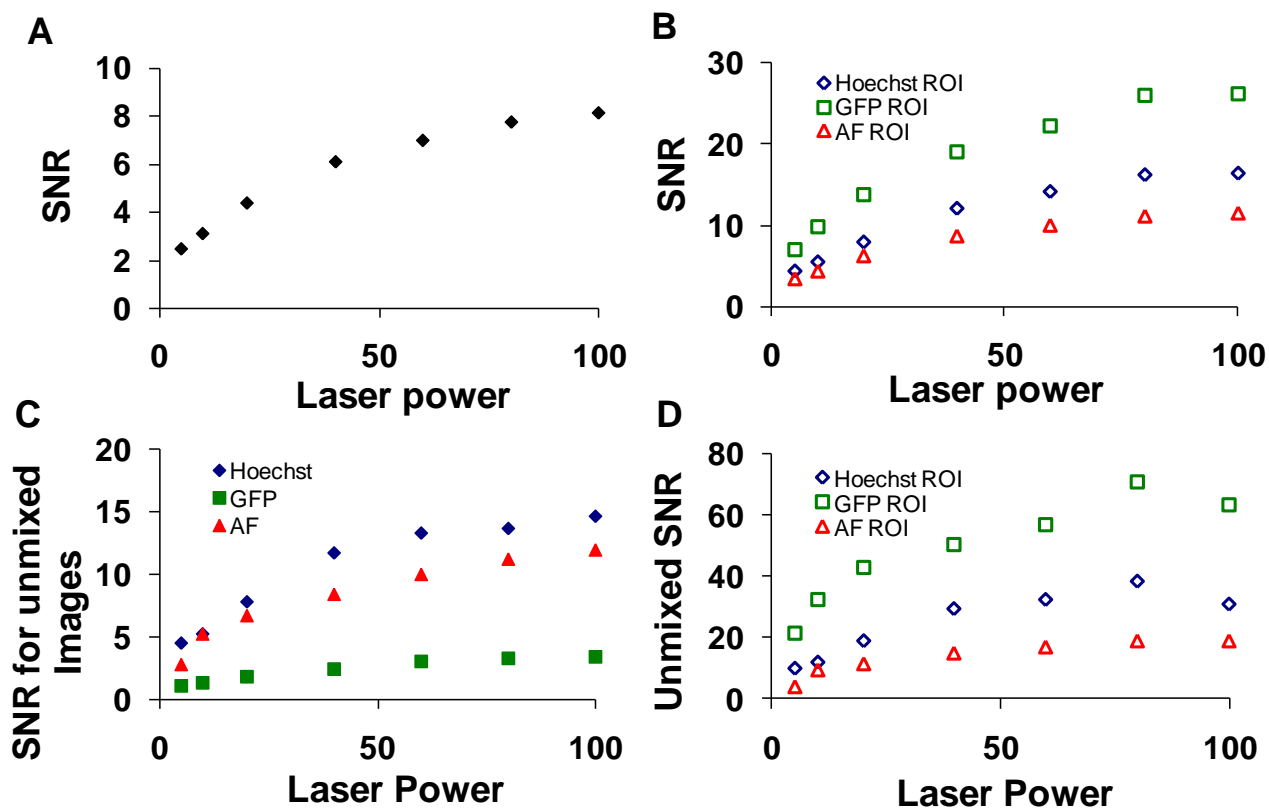 A
SNR
10
8
6
4
2
0
0
50
100
Laser power
B
SNR
30
20
10
0
Hoechst ROI
GFP ROI
AF ROI
0
50
100
Laser power
C
SNR for unmixed
Images
20
15
10
5
0
Hoechst
GFP
AF
0
50
100
Laser Power
D
Unmixed SNR
80
60
40
20
0
Hoechst ROI
GFP ROI
AF ROI
0
50
100
Laser Power